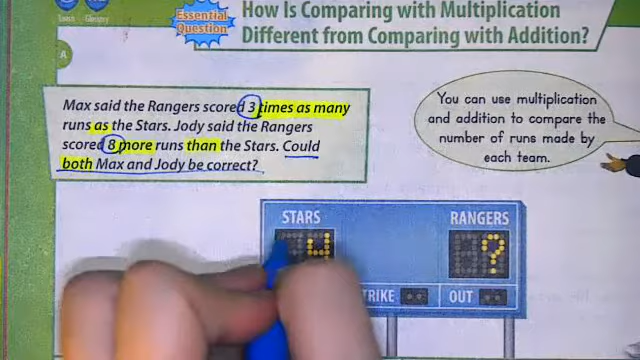 Essential
Question
How Is Comparing with Multiplication
Different from Comparing with Addition?
A
Max said the Rangers scored 3 times as many
runs as the Stars. Jody said the Rangers
scored 8 more runs than the Stars. Could
both Max and Jody be correct?
You can use multiplication
and addition to compare the
number of runs made by
each team.
STARS
RANGERS
4
?
TRIKE
OUT